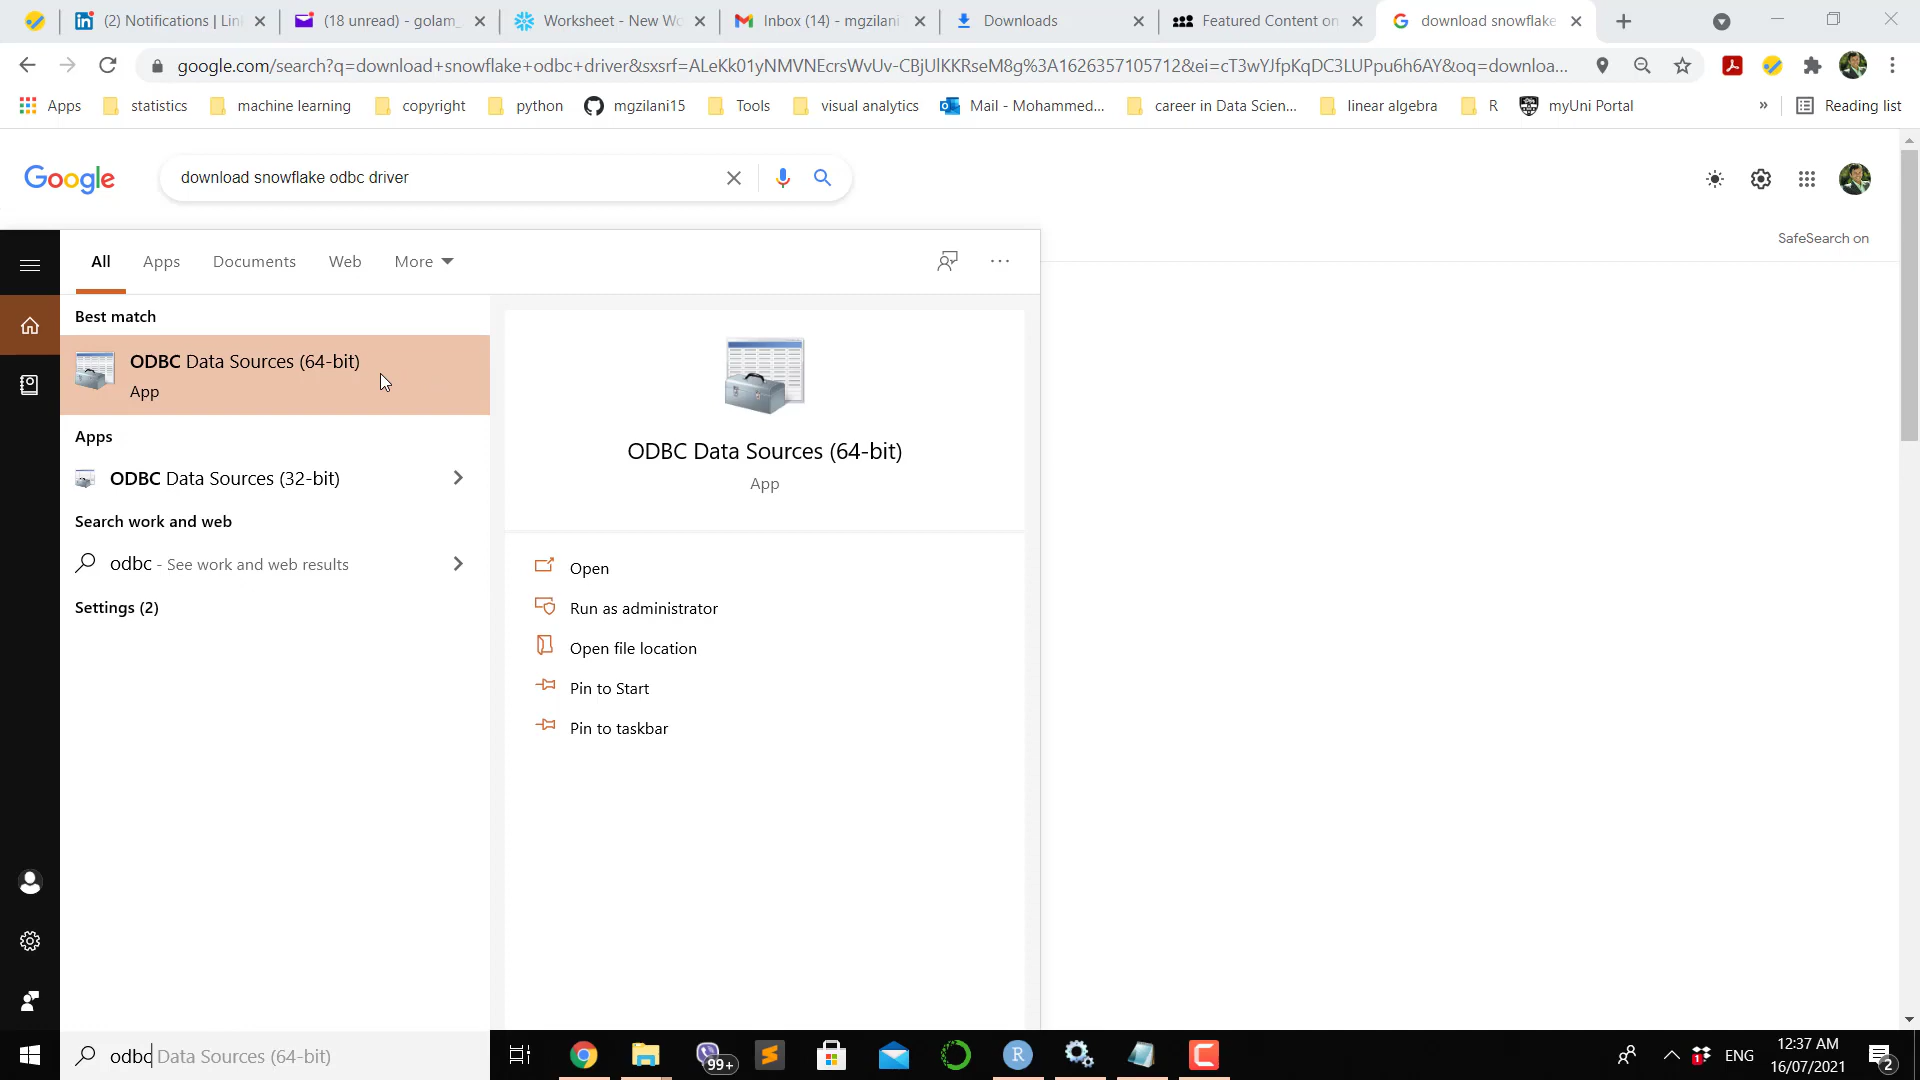 (2) Notifications | Lin
(18 unread) - golam_
Worksheet - New Wo
Inbox (14) - mgzilani
Downloads
Featured Content on
download snowflake
google.com/search?q=download+snowflake+odbc+driver&sxsrf=ALeKk01yNMVNEcrsWvUv-CBjUlKKRseM8g%3A1626357105712&ei=cT3wYJfpKqDC3LUPpu6h6AY&oq=downloa...
Apps
statistics
machine learning
copyright
python
mgzilani15
Tools
visual analytics
Mail - Mohammed...
career in Data Scien...
linear algebra
R
myUni Portal
»
Reading list
Google
download snowflake odbc driver
SafeSearch on
All
Apps
Documents
Web
More
Best match
ODBC Data Sources (64-bit)
App
Apps
ODBC Data Sources (32-bit)
Search work and web
odbc - See work and web results
Settings (2)
ODBC Data Sources (64-bit)
App
Open
Run as administrator
Open file location
Pin to Start
Pin to taskbar
odbc Data Sources (64-bit)
99+
R
1
ENG
12:37 AM
16/07/2021
2